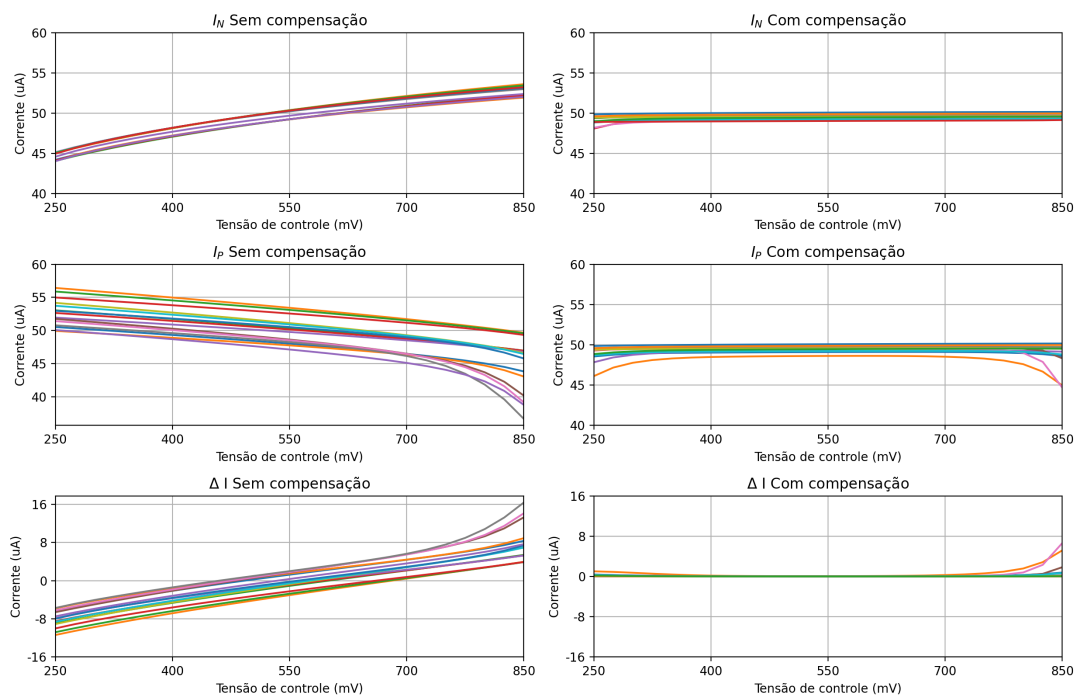 I_N Sem compensação
60
55
50
45
40
Corrente (uA)
250 400 550 700 850
Tensão de controle (mV)
I_N Com compensação
60
55
50
45
40
Corrente (uA)
250 400 550 700 850
Tensão de controle (mV)
I_P Sem compensação
60
55
50
45
40
Corrente (uA)
250 400 550 700 850
Tensão de controle (mV)
I_P Com compensação
60
55
50
45
40
Corrente (uA)
250 400 550 700 850
Tensão de controle (mV)
Δ I Sem compensação
16
8
0
-8
-16
Corrente (uA)
250 400 550 700 850
Tensão de controle (mV)
Δ I Com compensação
16
8
0
-8
-16
Corrente (uA)
250 400 550 700 850
Tensão de controle (mV)